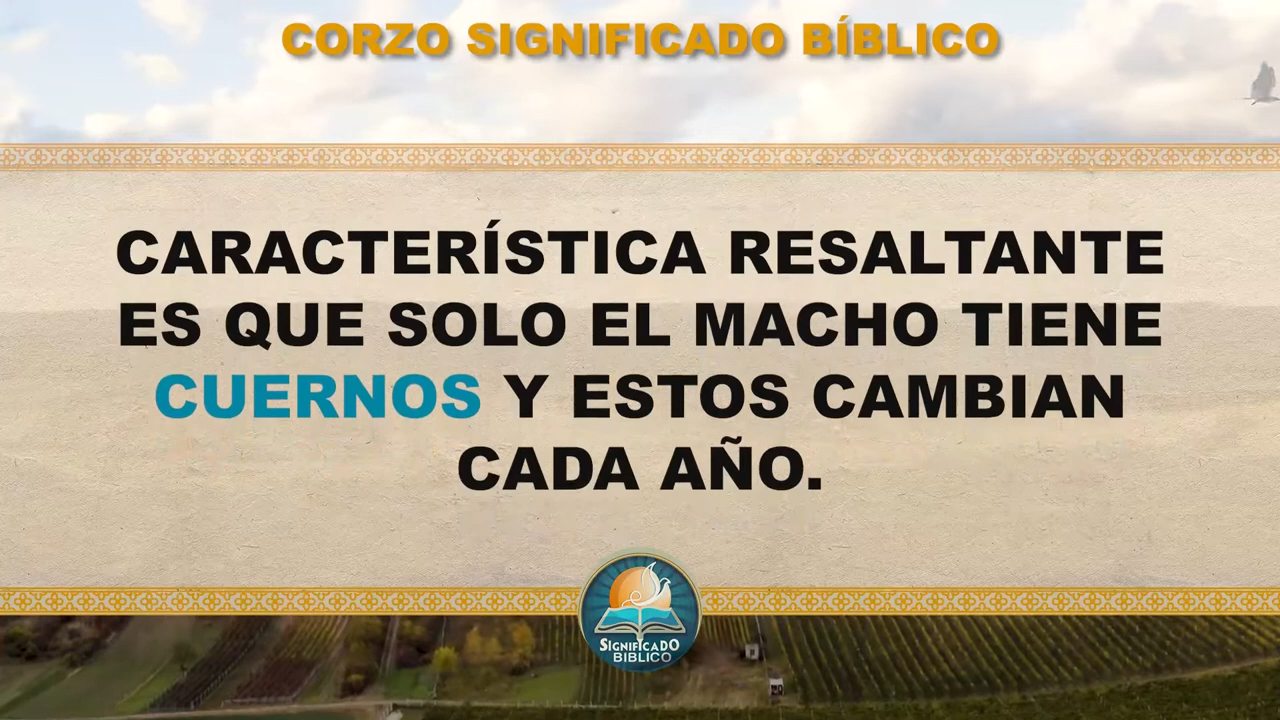 CORZO SIGNIFICADO BÍBLICO
CARACTERÍSTICA RESALTANTE
ES QUE SOLO EL MACHO TIENE
CUERNOS Y ESTOS CAMBIAN
CADA AÑO.
SIGNIFICADO
BIBLICO